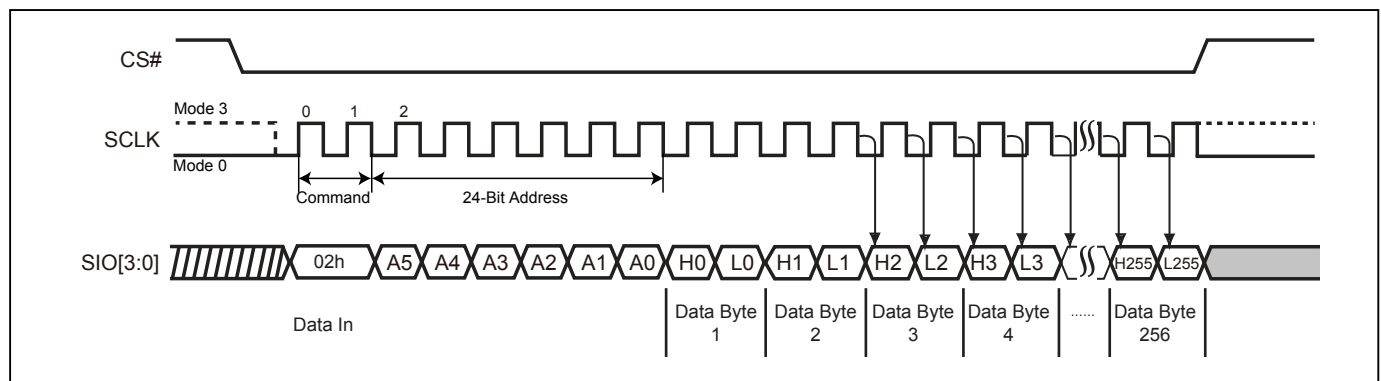 CS#
Mode 3
0 1 2
SCLK
Mode 0
Command
24-Bit Address
SIO[3:0]
02h A5 A4 A3 A2 A1 A0 H0 L0 H1 L1 H2 L2 H3 L3 H255 L255
Data In
Data Byte 1
Data Byte 2
Data Byte 3
Data Byte 4
......
Data Byte 256